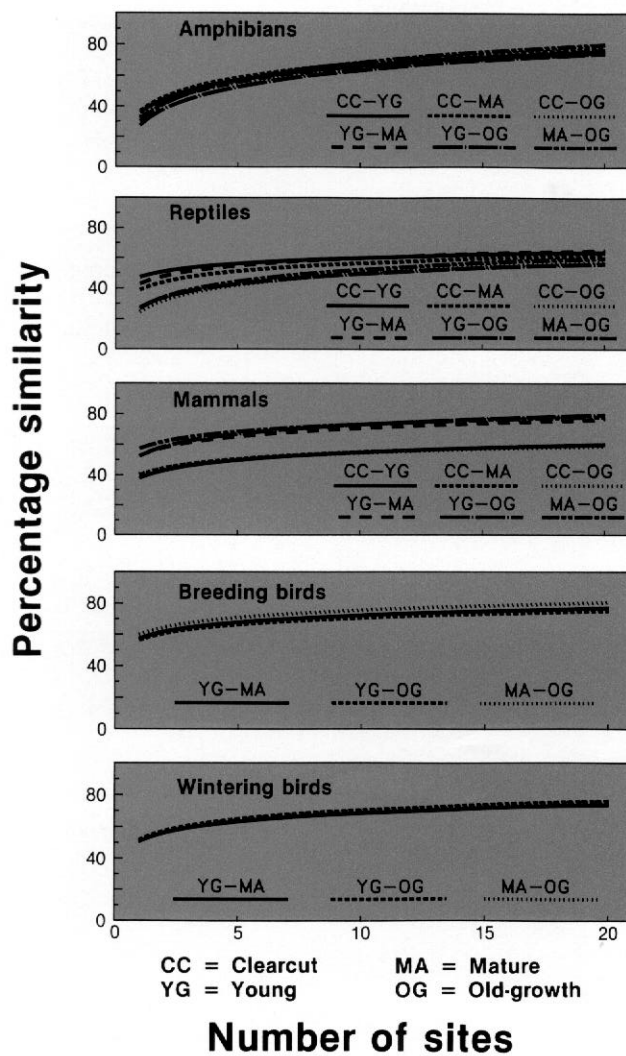 Percentage similarity
Amphibians
80
40
0
CC–YG CC–MA CC–OG
YG–MA YG–OG MA–OG
Reptiles
80
40
0
CC–YG CC–MA CC–OG
YG–MA YG–OG MA–OG
Mammals
80
40
0
CC–YG CC–MA CC–OG
YG–MA YG–OG MA–OG
Breeding birds
80
40
0
YG–MA YG–OG MA–OG
Wintering birds
80
40
0
YG–MA YG–OG MA–OG
0 5 10 15 20
CC = Clearcut MA = Mature
YG = Young OG = Old-growth
Number of sites